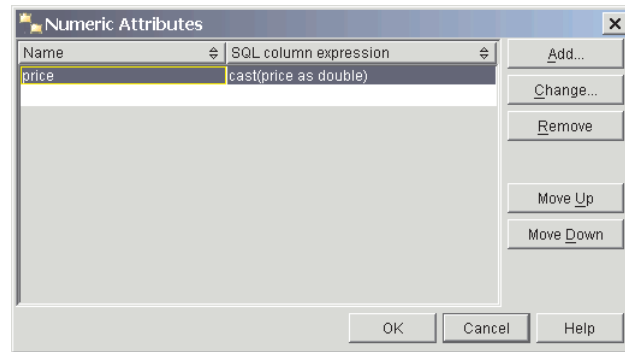 Numeric Attributes
Name SQL column expression Add...
price cast(price as double)
Change...
Remove
Move Up
Move Down
OK Cancel Help